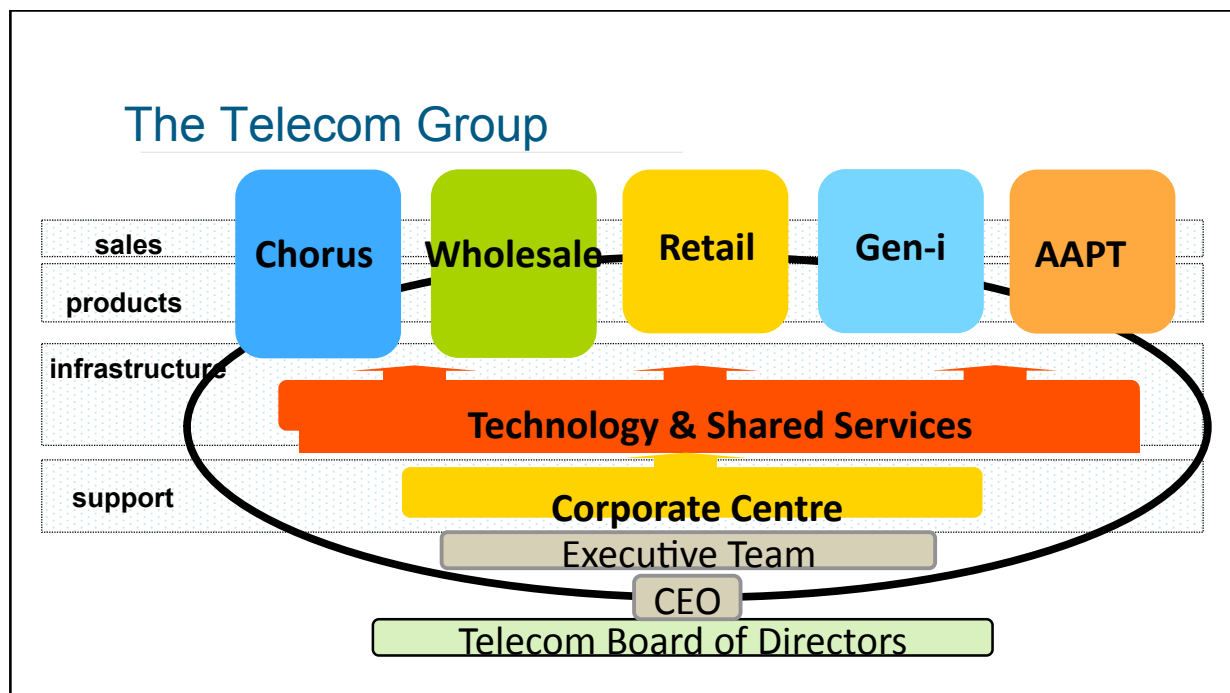 The Telecom Group
sales
Chorus
Wholesale
Retail
Gen-i
AAPT
products
infrastructure
Technology & Shared Services
support
Corporate Centre
Executive Team
CEO
Telecom Board of Directors